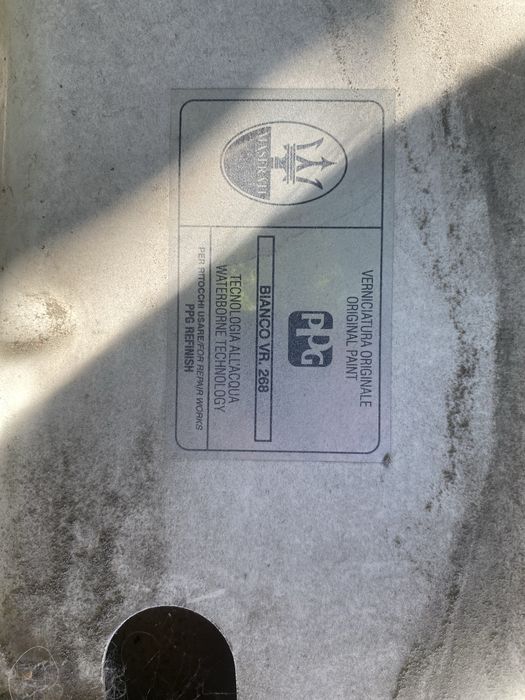 MASERATI
VERNICIATURA ORIGINALE
ORIGINAL PAINT
PPG
BIANCO VR. 268
TECNOLOGIA ALL'ACQUA
WATERBORNE TECHNOLOGY
PER RITOCCHI USARE/FOR REPAIR WORKS
PPG REFINISH